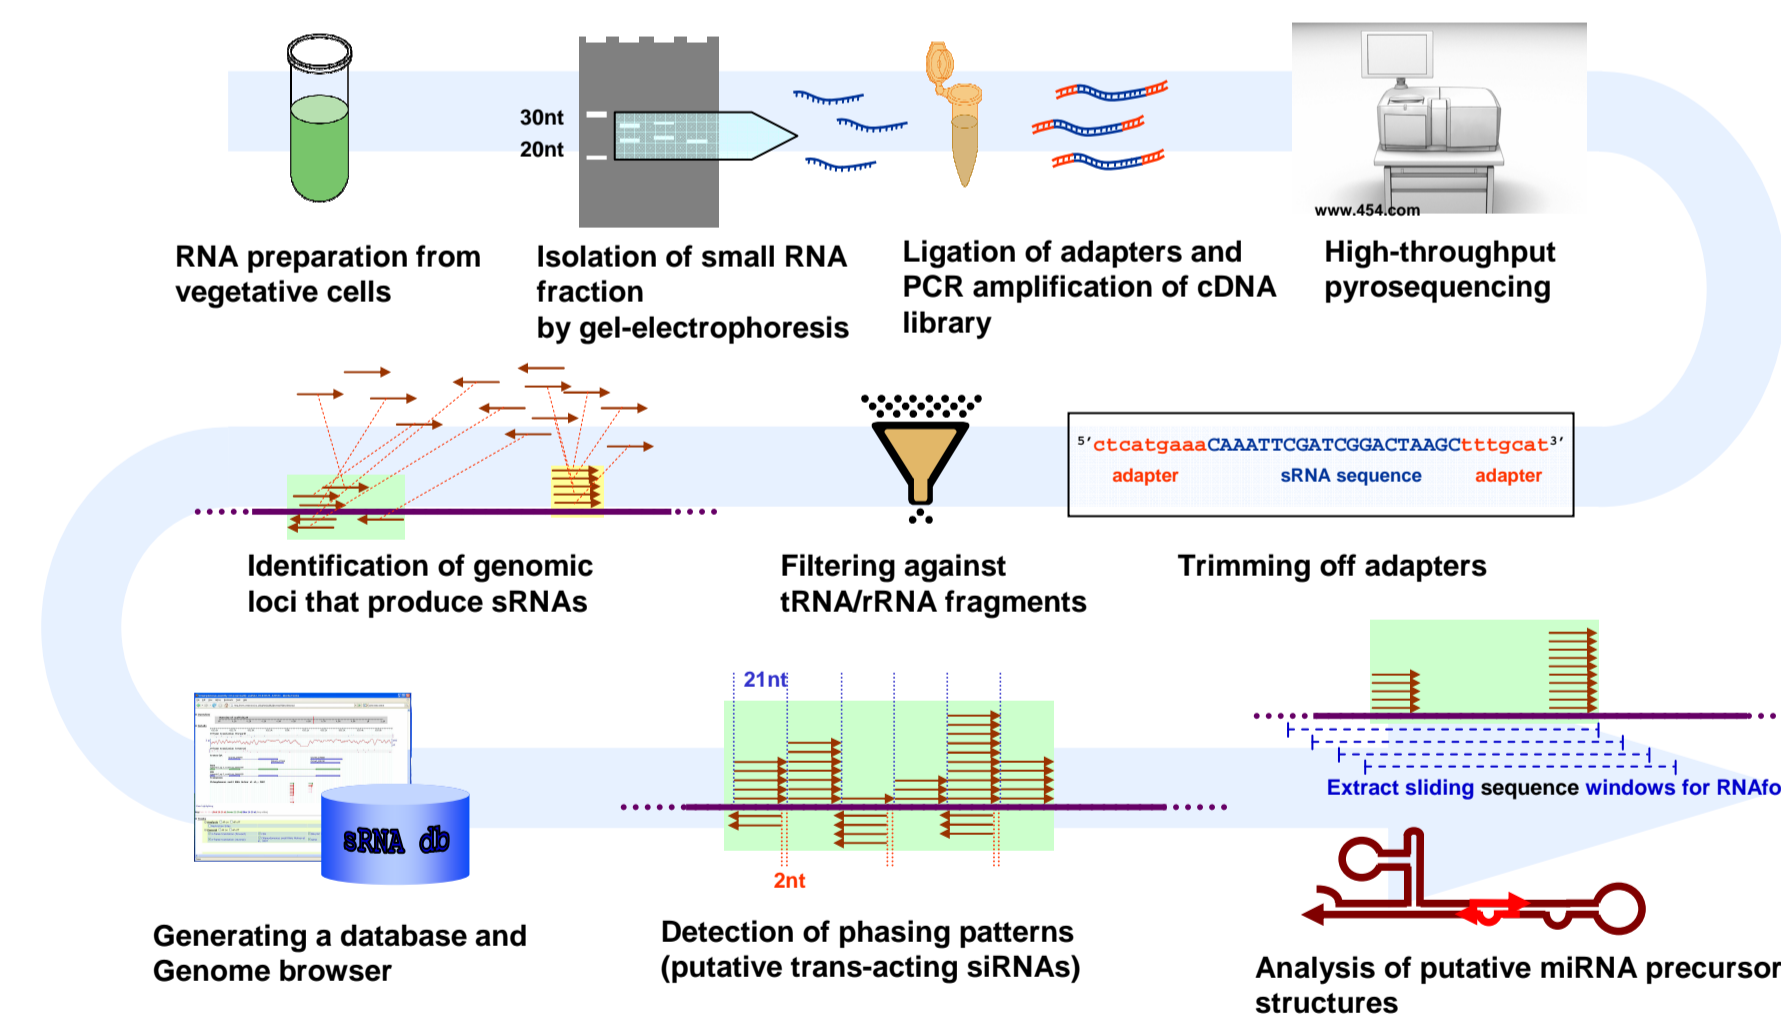 30nt
20nt
www.454.com
RNA preparation from
vegetative cells
Isolation of small RNA
fraction
by gel-electrophoresis
Ligation of adapters and
PCR amplification of cDNA
library
High-throughput
pyrosequencing
5’ctcatgaaaCAAATTCGATCGGACTAAGCtttgcat3’
adapter sRNA sequence adapter
Identification of genomic
loci that produce sRNAs
Filtering against
tRNA/rRNA fragments
Trimming off adapters
sRNA db
Generating a database and
Genome browser
21nt
2nt
Detection of phasing patterns
(putative trans-acting siRNAs)
Extract sliding sequence windows for RNAfo
Analysis of putative miRNA precursor
structures